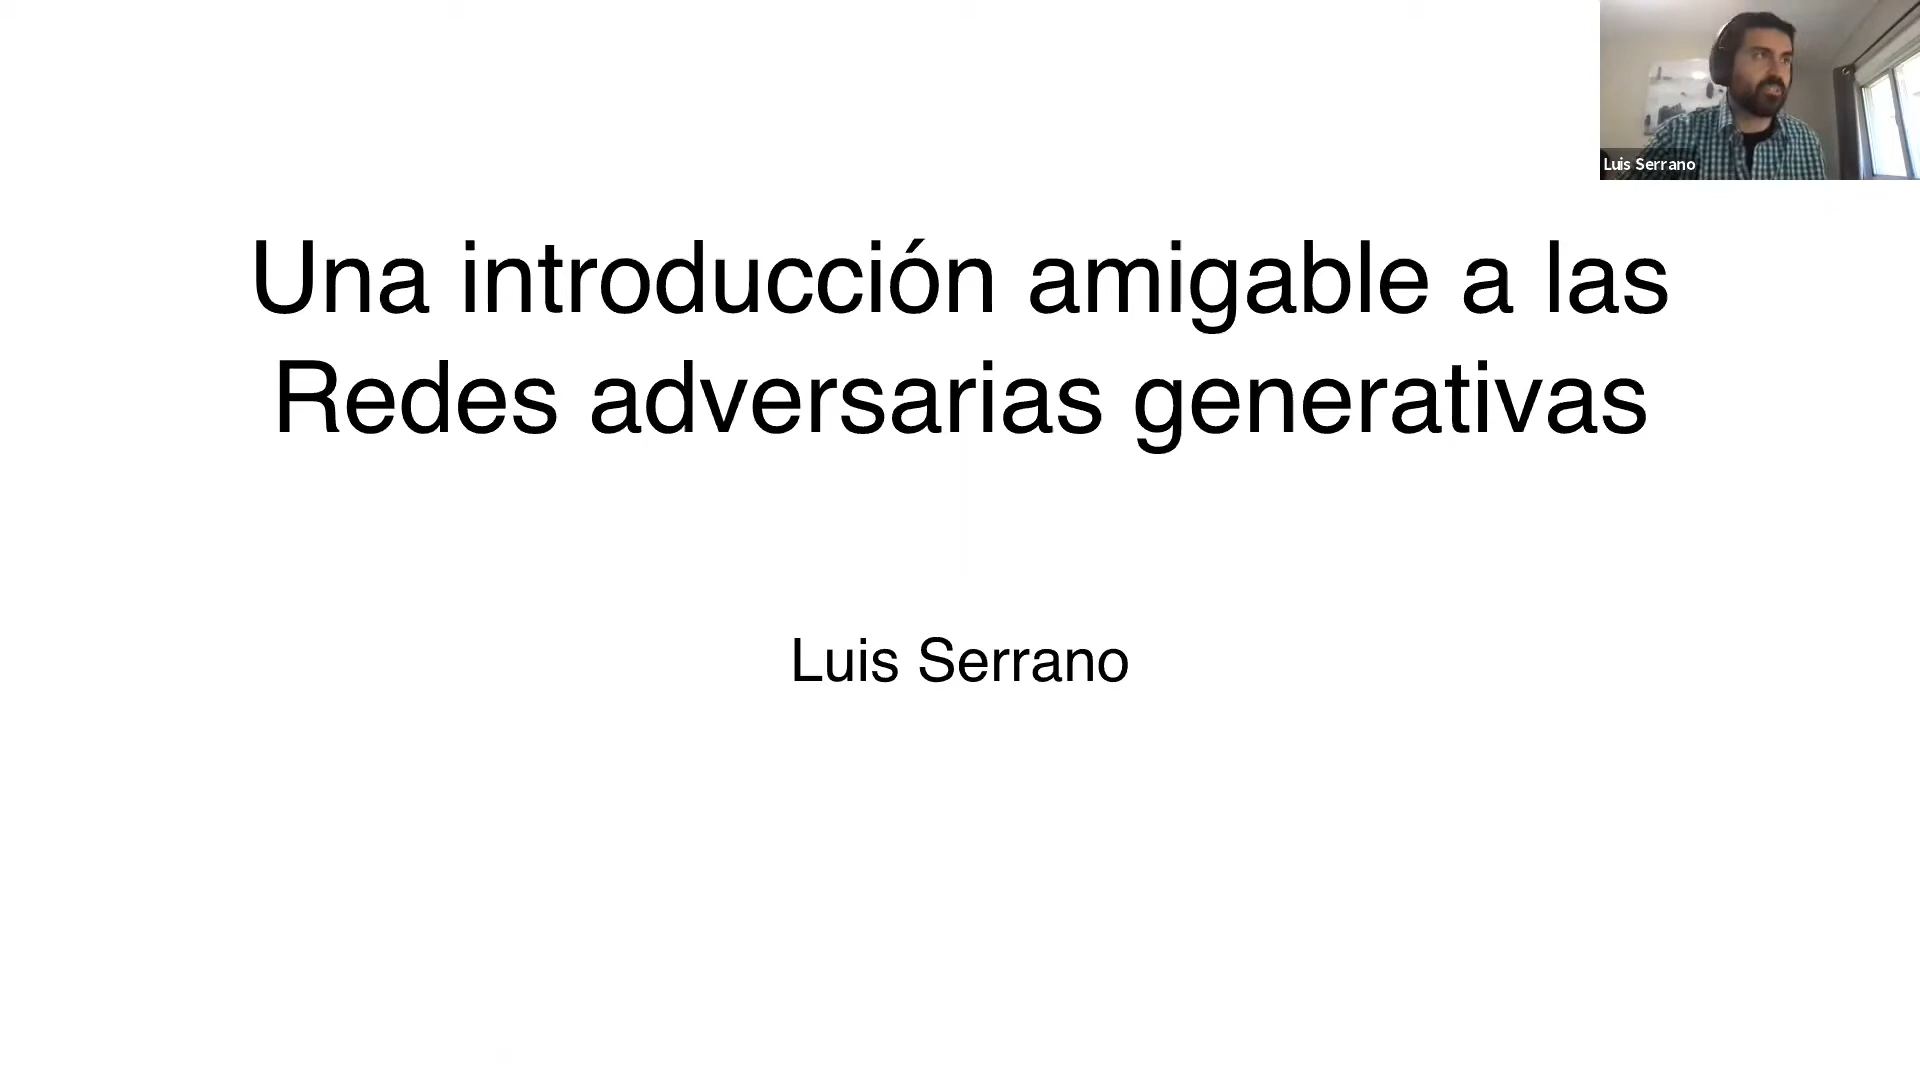 Luis Serrano
Una introducción amigable a las
Redes adversarias generativas
Luis Serrano